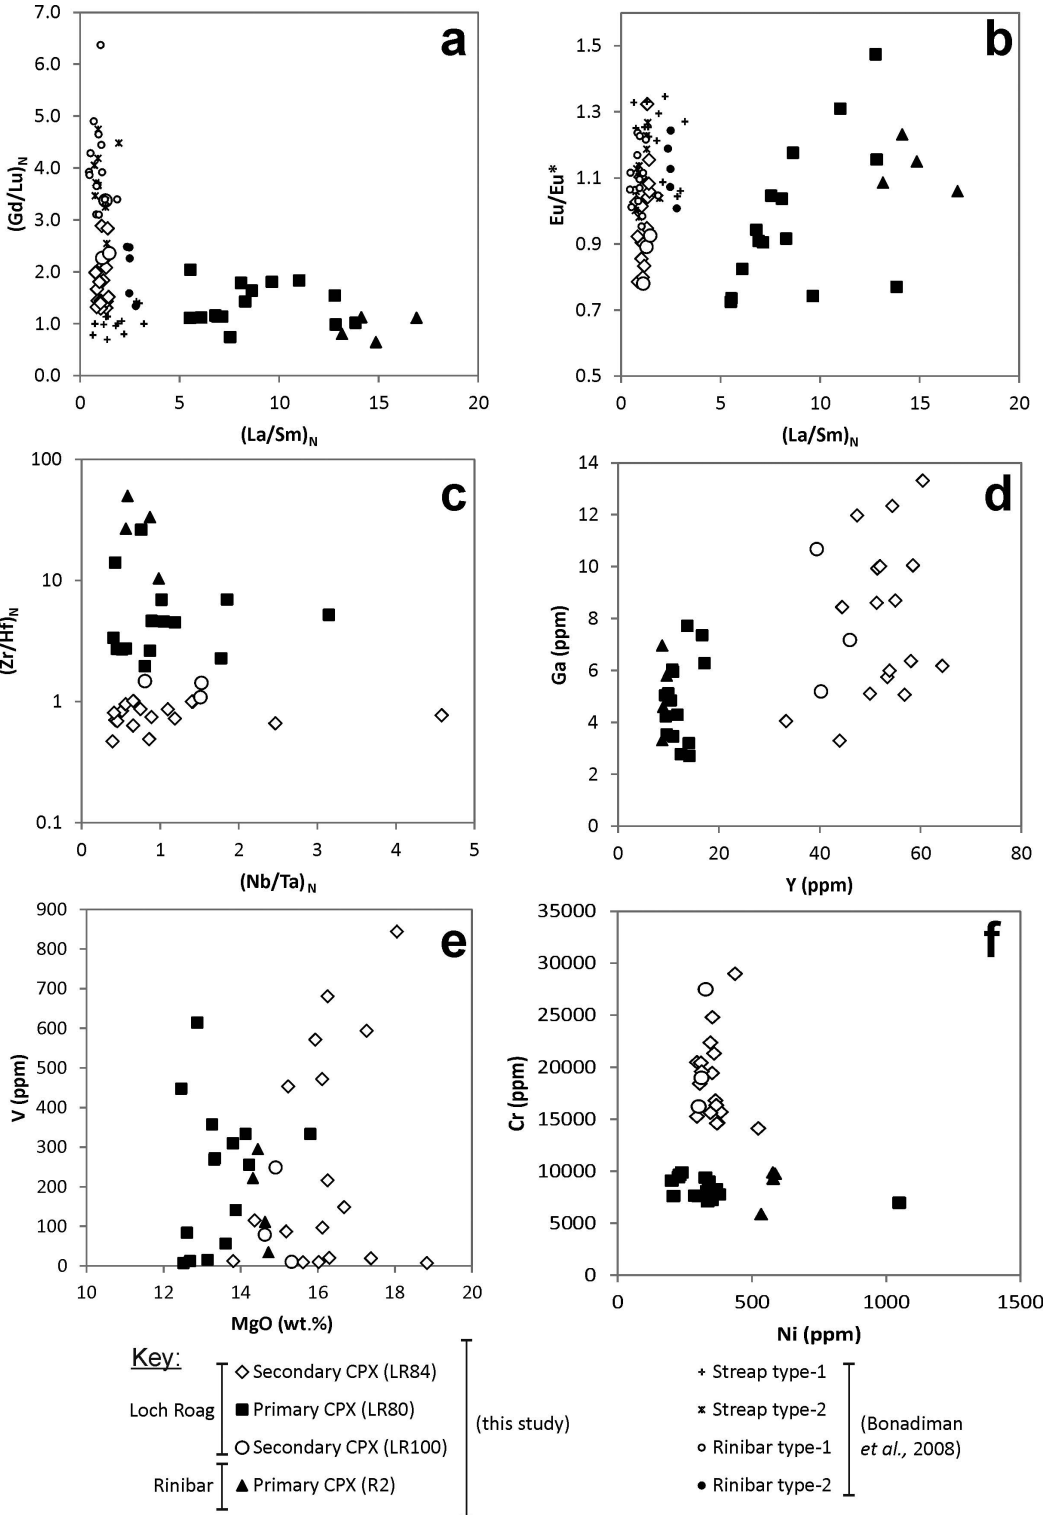 a
7.0
6.0
5.0
4.0
3.0
2.0
1.0
0.0
(Gd/Lu)N
5
10
15
20
(La/Sm)N
b
1.5
1.3
1.1
0.9
0.7
0.5
Eu/Eu*
0
5
10
15
20
(La/Sm)N
c
100
10
1
0.1
(Zr/Hf)N
0
1
2
3
4
5
(Nb/Ta)N
d
14
12
10
8
6
4
2
0
Ga (ppm)
0
20
40
60
80
Y (ppm)
e
900
800
700
600
500
400
300
200
100
0
V (ppm)
10
12
14
16
18
20
MgO (wt.%)
f
35000
30000
25000
20000
15000
10000
5000
0
Cr (ppm)
0
500
1000
1500
Ni (ppm)
Key:
Loch Roag
Secondary CPX (LR84)
Primary CPX (LR80)
Secondary CPX (LR100)
Rinibar
Primary CPX (R2)
(this study)
Streap type-1
Streap type-2
Rinibar type-1
Rinibar type-2
(Bonadiman
et al., 2008)